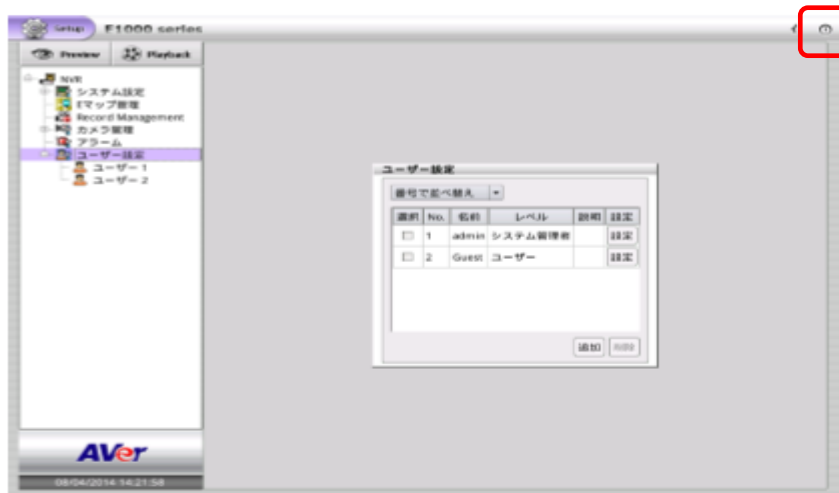 Setup F1000 series
Preview Playback
NVR
システム設定
Eマップ管理
Record Management
カメラ管理
アラーム
ユーザー設定
ユーザー 1
ユーザー 2
ユーザー設定
番号で並べ替え
選択 No. 名前 レベル 説明 設定
1 admin システム管理者 設定
2 Guest ユーザー 設定
追加 削除
AVer
08/04/2014 14:21:58